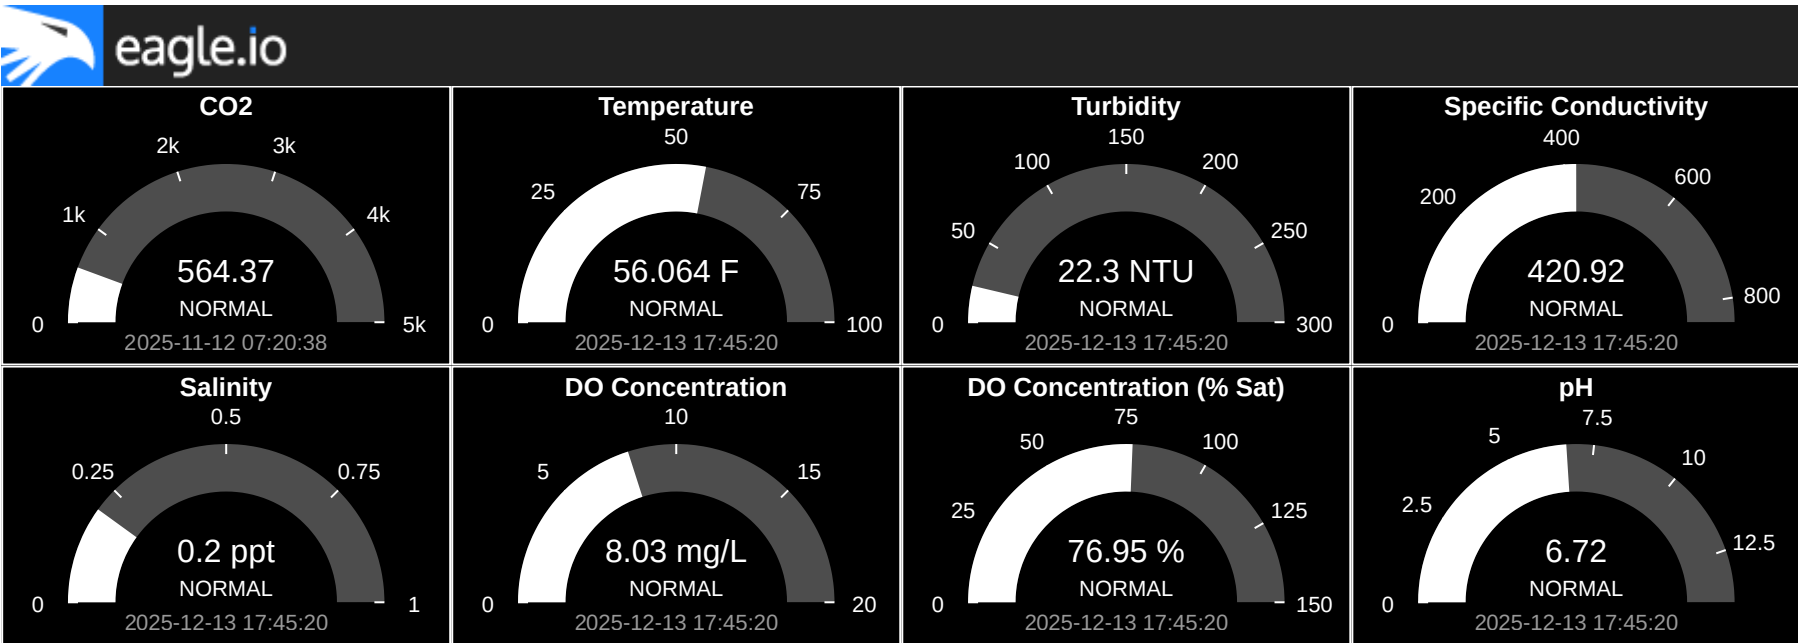 eagle.io
CO2
2k
3k
1k
4k
564.37
NORMAL
0
5k
2025-11-12 07:20:38
Temperature
50
25
75
56.064 F
NORMAL
0
100
2025-12-13 17:45:20
Turbidity
150
100
200
50
250
22.3 NTU
NORMAL
0
300
2025-12-13 17:45:20
Specific Conductivity
400
600
200
420.92
800
NORMAL
0
2025-12-13 17:45:20
Salinity
0.5
0.25
0.75
0.2 ppt
NORMAL
0
1
2025-12-13 17:45:20
DO Concentration
10
5
15
8.03 mg/L
NORMAL
0
20
2025-12-13 17:45:20
DO Concentration (% Sat)
75
50
100
25
125
76.95 %
NORMAL
0
150
2025-12-13 17:45:20
pH
7.5
5
10
2.5
12.5
6.72
NORMAL
0
2025-12-13 17:45:20